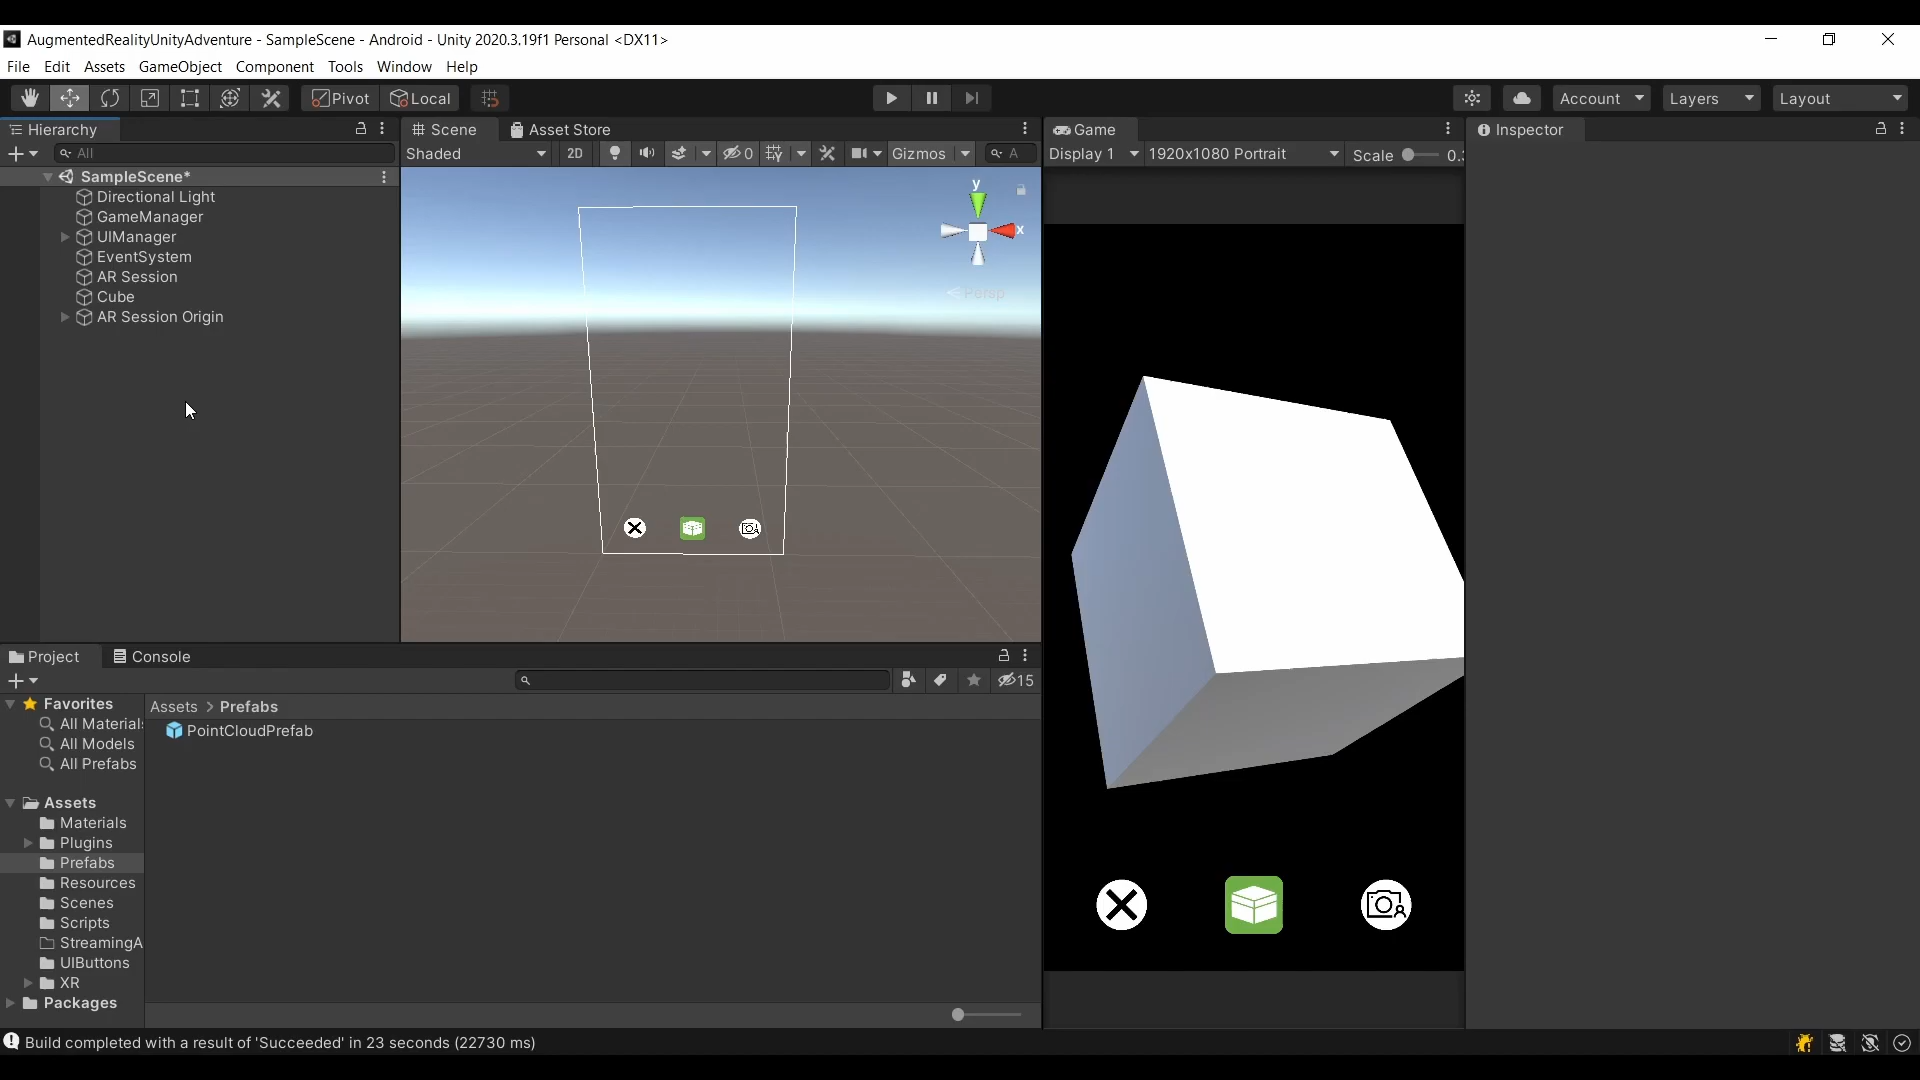 AugmentedRealityUnityAdventure - SampleScene - Android - Unity 2020.3.19f1 Personal <DX11>
File Edit Assets GameObject Component Tools Window Help
Pivot Local Account Layers Layout
Hierarchy
All
SampleScene*
Directional Light
GameManager
UIManager
EventSystem
AR Session
Cube
AR Session Origin
Scene Asset Store
Shaded 2D 0 Gizmos A
y
x
Persp
Game
Display 1 1920x1080 Portrait Scale 0.
Inspector
Project Console
15
Favorites
All Materials
All Models
All Prefabs
Assets
Materials
Plugins
Prefabs
Resources
Scenes
Scripts
StreamingA
UIButtons
XR
Packages
Assets > Prefabs
PointCloudPrefab
Build completed with a result of 'Succeeded' in 23 seconds (22730 ms)